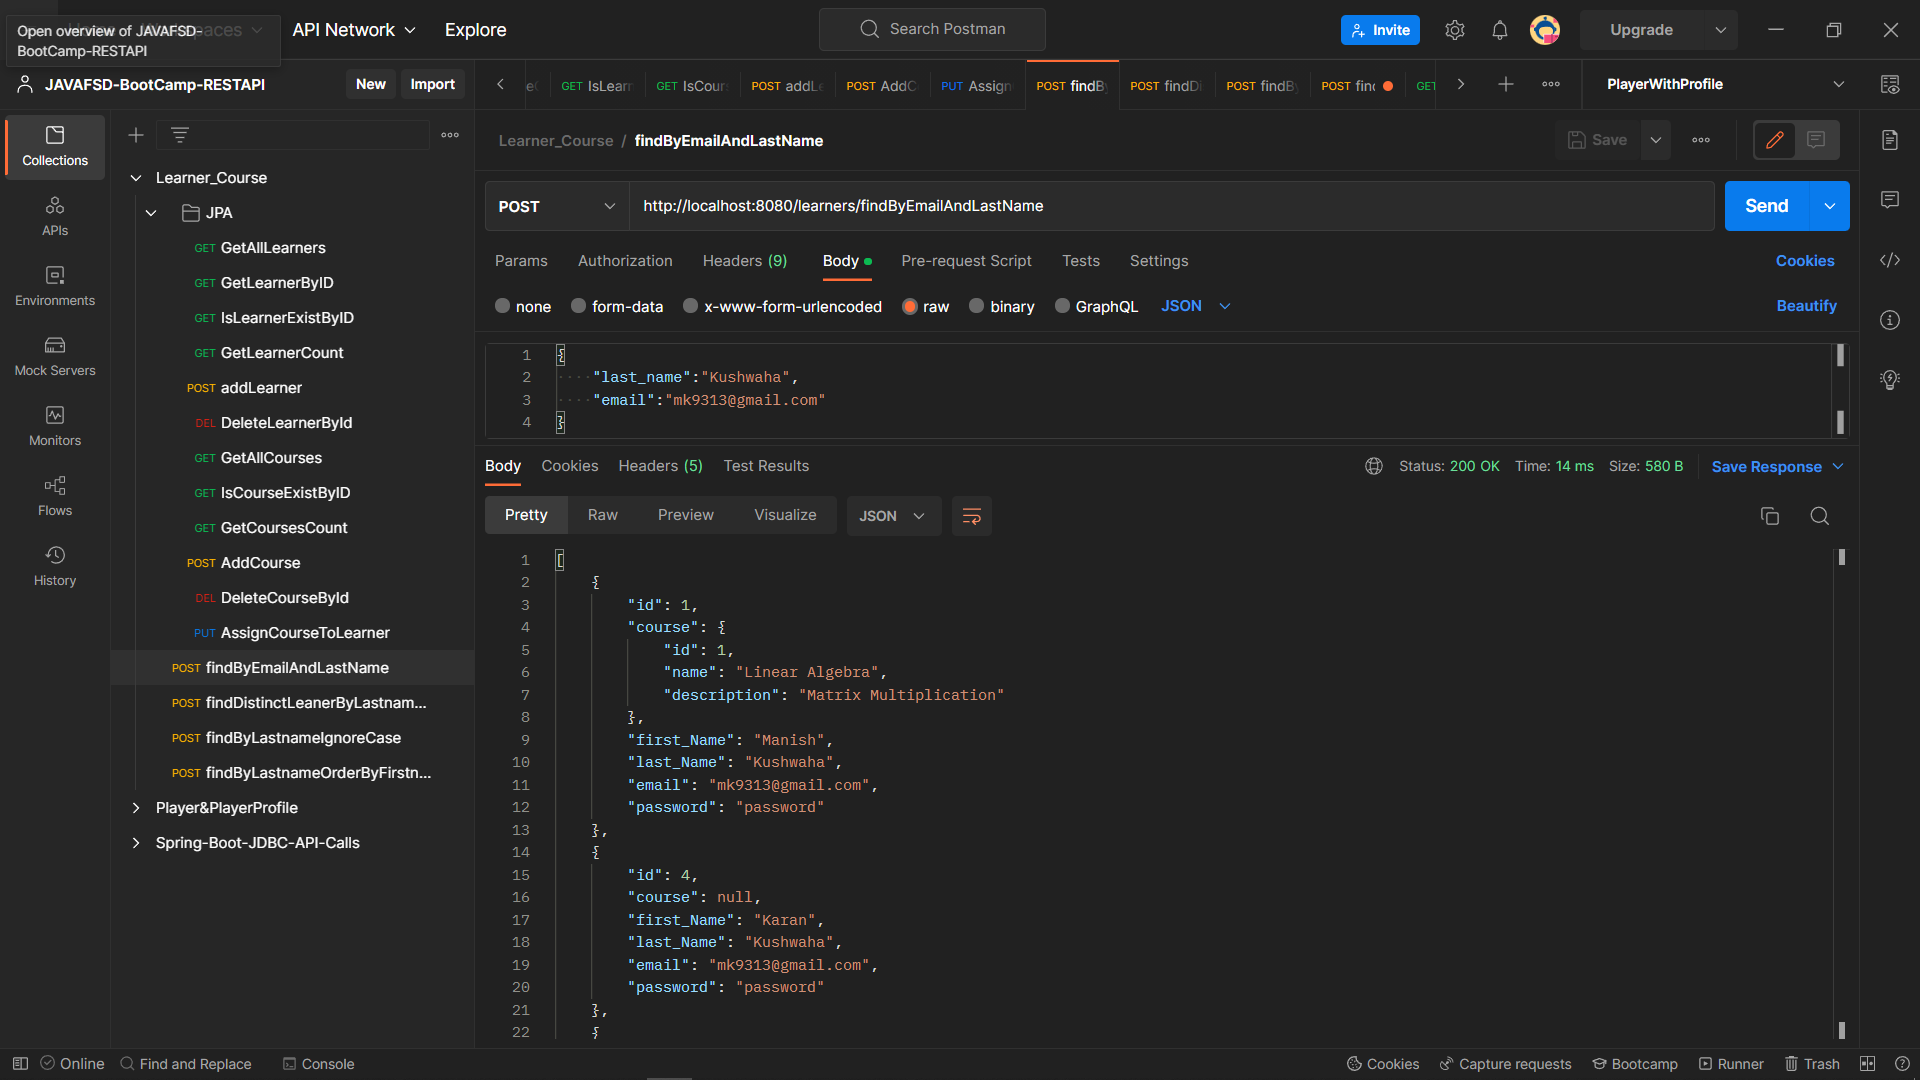 Open overview of JAVAFSD-
BootCamp-RESTAPI
API Network
Explore
Search Postman
Invite
Upgrade
JAVAFSD-BootCamp-RESTAPI
New
Import
GET IsLearn
GET IsCour
POST addLe
POST AddC
PUT Assign
POST findBy
POST findDi
POST findBy
POST find
GET
PlayerWithProfile
Collections
APIs
Environments
Mock Servers
Monitors
Flows
History
Learner_Course
JPA
GET GetAllLearners
GET GetLearnerByID
GET IsLearnerExistByID
GET GetLearnerCount
POST addLearner
DEL DeleteLearnerById
GET GetAllCourses
GET IsCourseExistByID
GET GetCoursesCount
POST AddCourse
DEL DeleteCourseById
PUT AssignCourseToLearner
POST findByEmailAndLastName
POST findDistinctLeanerByLastnam...
POST findByLastnameIgnoreCase
POST findByLastnameOrderByFirstn...
Player&PlayerProfile
Spring-Boot-JDBC-API-Calls
Learner_Course / findByEmailAndLastName
Save
POST
http://localhost:8080/learners/findByEmailAndLastName
Send
Params
Authorization
Headers (9)
Body
Pre-request Script
Tests
Settings
Cookies
none
form-data
x-www-form-urlencoded
raw
binary
GraphQL
JSON
Beautify
1 {
2 "last_name":"Kushwaha",
3 "email":"mk9313@gmail.com"
4 }
Body
Cookies
Headers (5)
Test Results
Status: 200 OK
Time: 14 ms
Size: 580 B
Save Response
Pretty
Raw
Preview
Visualize
JSON
1 [
2 {
3 "id": 1,
4 "course": {
5 "id": 1,
6 "name": "Linear Algebra",
7 "description": "Matrix Multiplication"
8 },
9 "first_Name": "Manish",
10 "last_Name": "Kushwaha",
11 "email": "mk9313@gmail.com",
12 "password": "password"
13 },
14 {
15 "id": 4,
16 "course": null,
17 "first_Name": "Karan",
18 "last_Name": "Kushwaha",
19 "email": "mk9313@gmail.com",
20 "password": "password"
21 },
22 {
Online
Find and Replace
Console
Cookies
Capture requests
Bootcamp
Runner
Trash